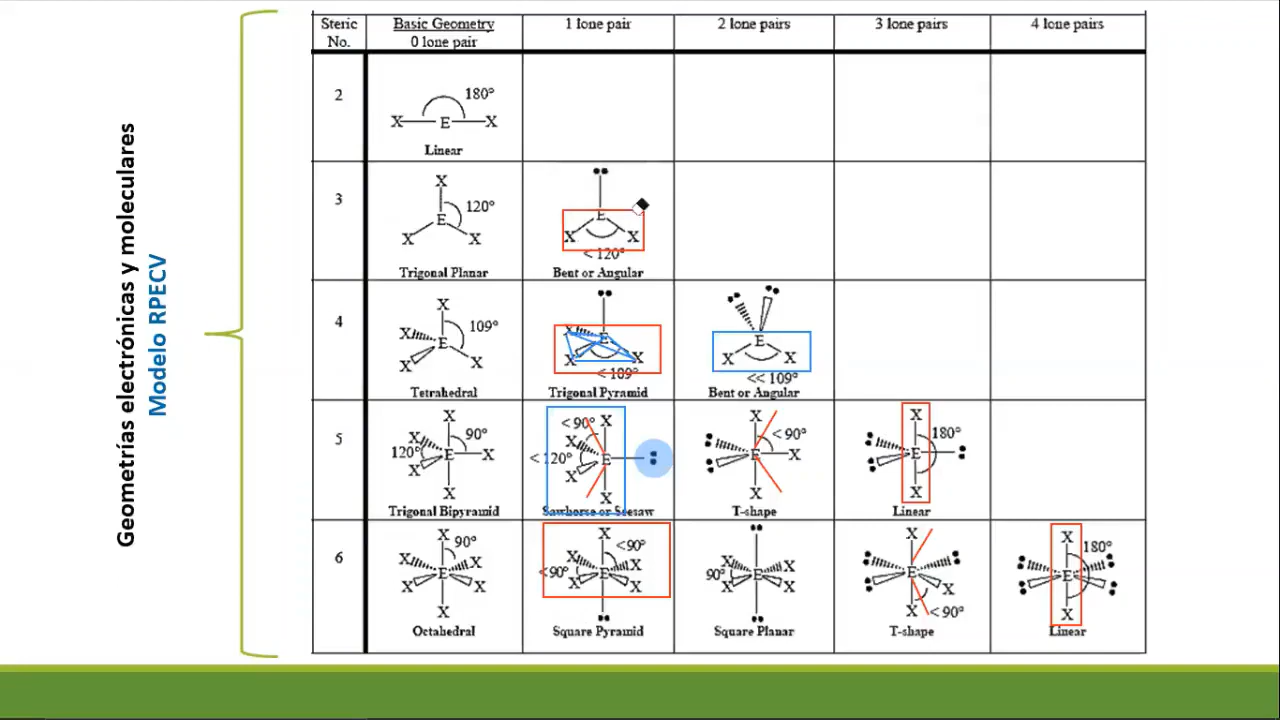 Geometrías electrónicas y moleculares
Modelo RPECV
Steric No.
Basic Geometry
0 lone pair
1 lone pair
2 lone pairs
3 lone pairs
4 lone pairs
2
180°
X E X
Linear
3
X
120°
E
X X
Trigonal Planar
E
X X
< 120°
Bent or Angular
4
X
X 109°
E
X X
Tetrahedral
X E
X X
< 109°
Trigonal Pyramid
E
X X
<< 109°
Bent or Angular
5
X
X 90°
120° E X
X
X
Trigonal Bipyramid
< 90° X
X
< 120° E
X
X
Sawhorse or Seesaw
X
< 90°
E X
X
T-shape
X
180°
E
X
Linear
6
X 90°
X X
E
X X
X
Octahedral
X
<90°
X X
<90° E
X X
Square Pyramid
X X
90° E
X X
Square Planar
X
E
X
X < 90°
T-shape
X 180°
E
X
Linear